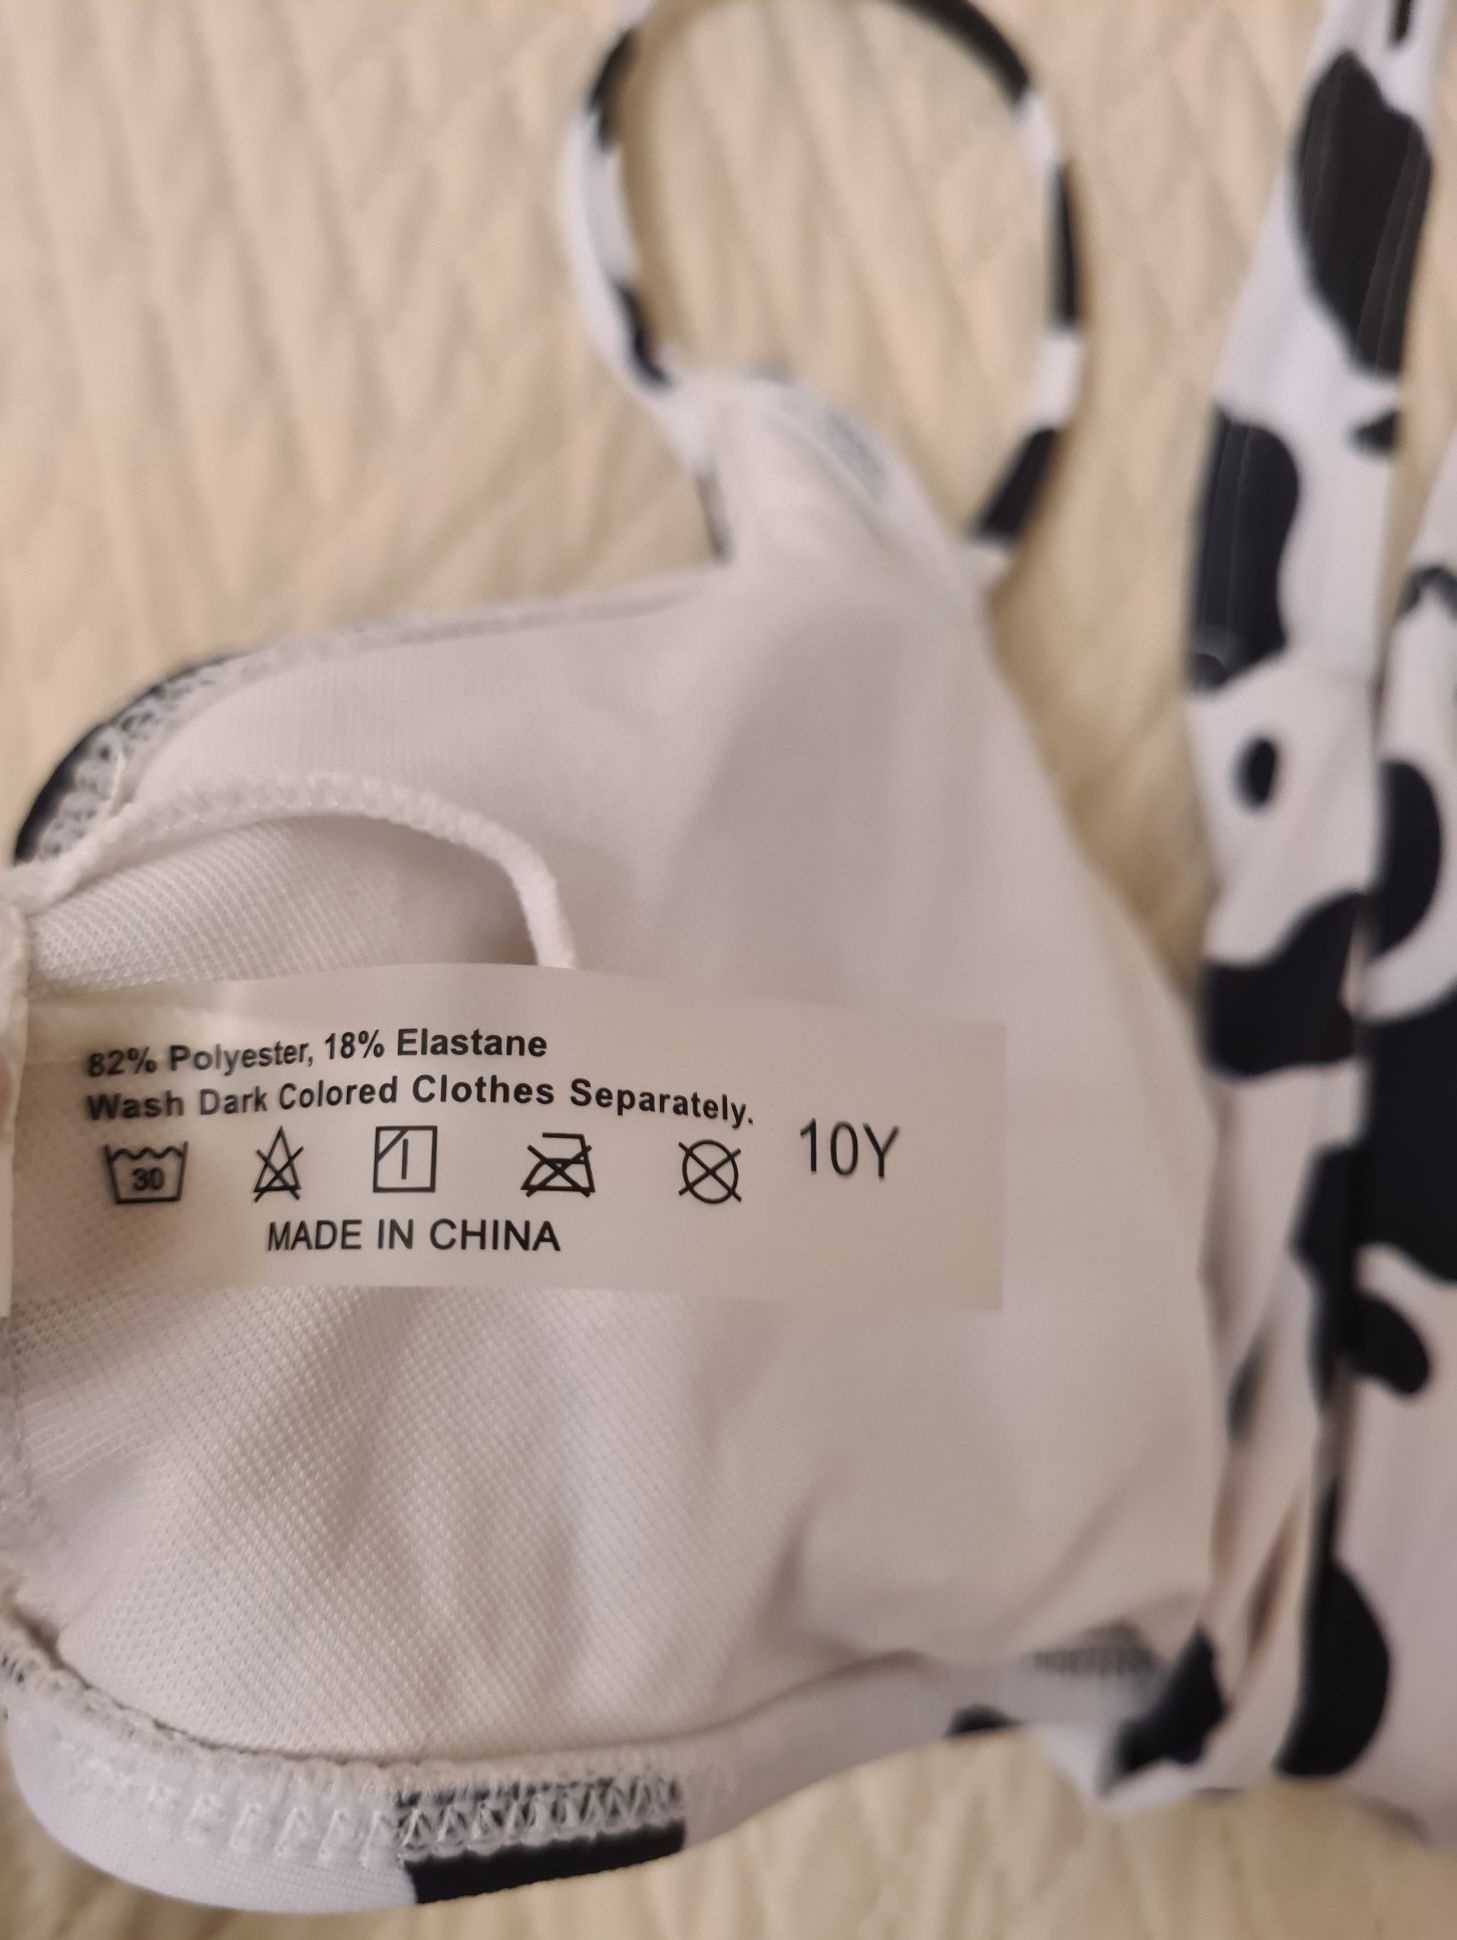 82% Polyester, 18% Elastane
Wash Dark Colored Clothes Separately.
30
10Y
MADE IN CHINA